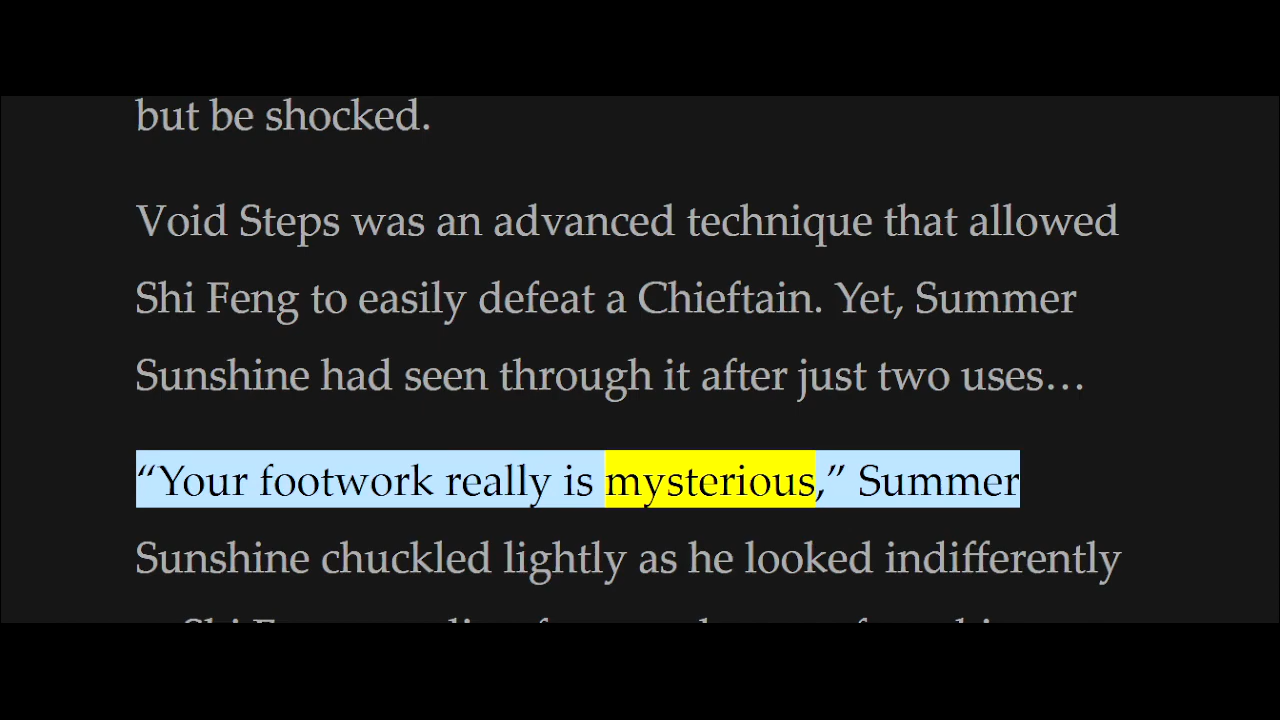 but be shocked.
Void Steps was an advanced technique that allowed
Shi Feng to easily defeat a Chieftain. Yet, Summer
Sunshine had seen through it after just two uses…
“Your footwork really is mysterious,” Summer
Sunshine chuckled lightly as he looked indifferently
Shi